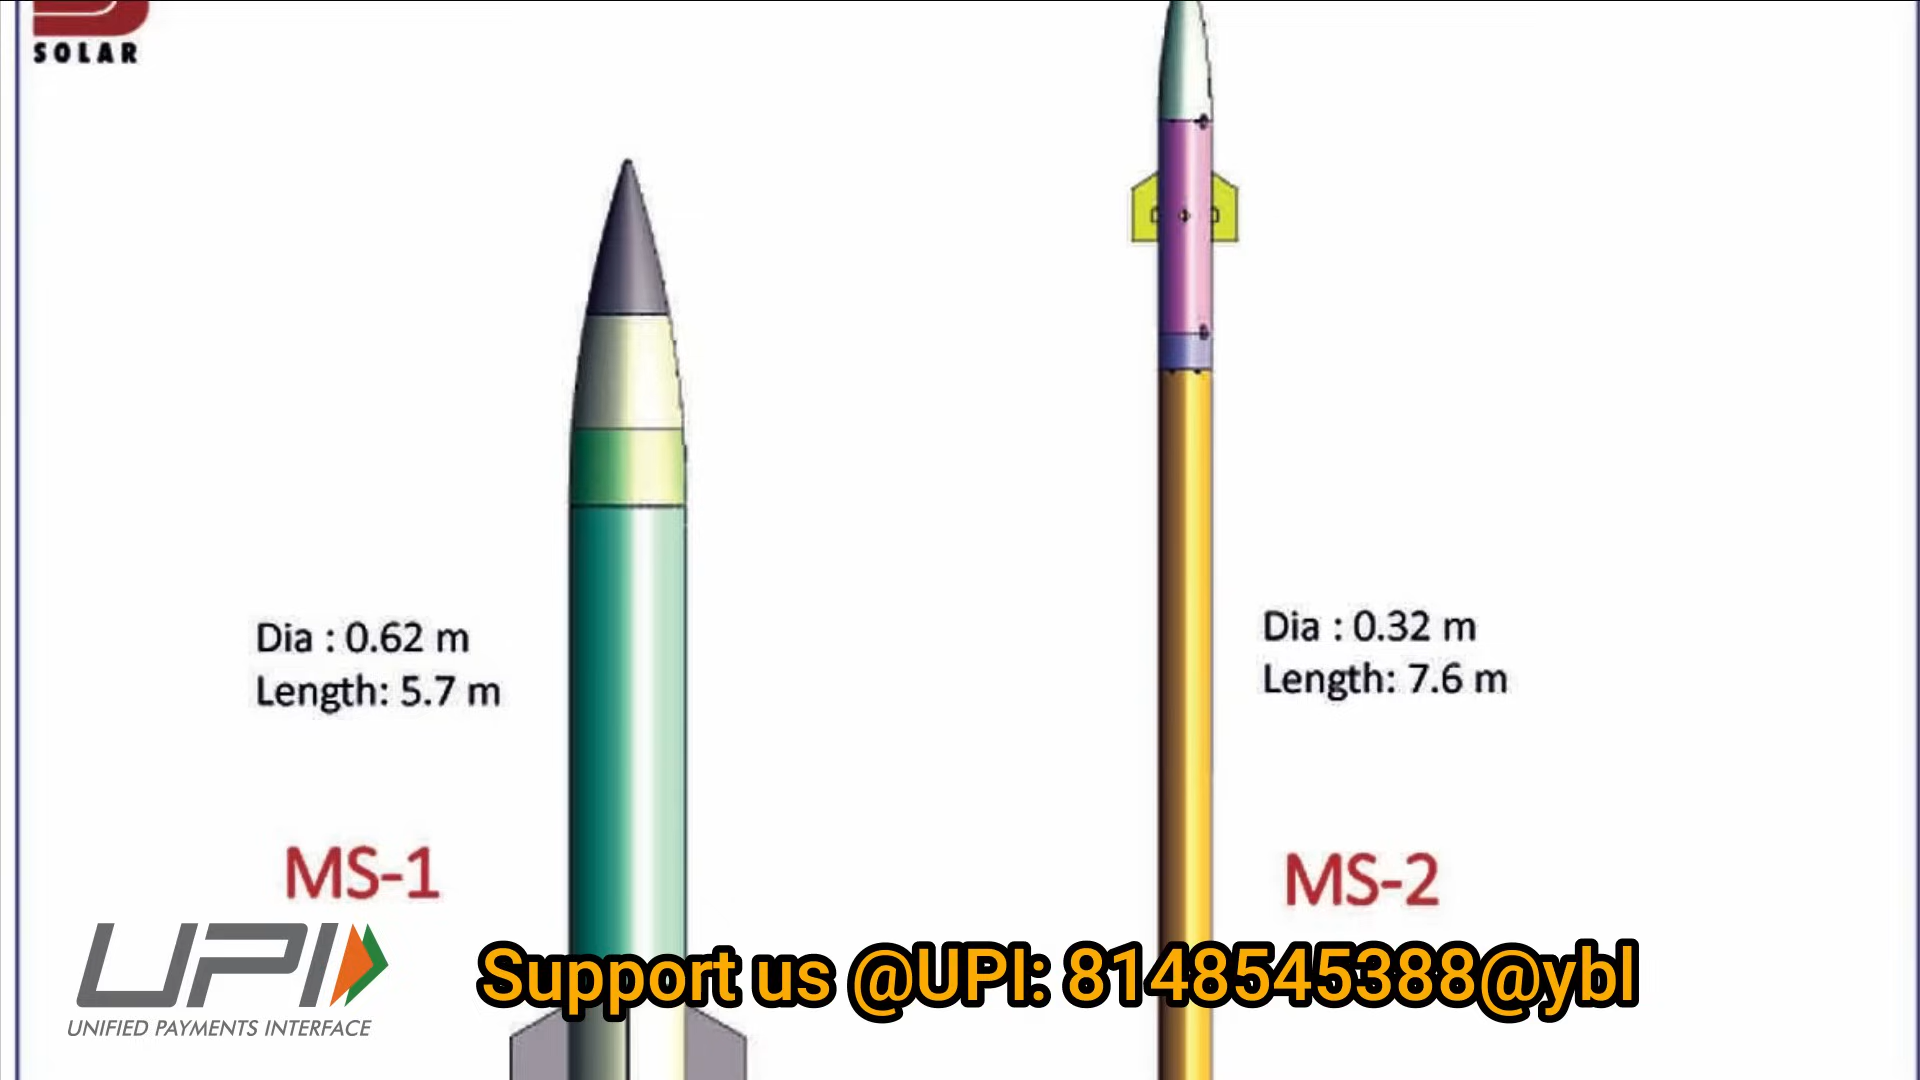 SOLAR
Dia : 0.62 m
Length: 5.7 m
MS-1
Dia : 0.32 m
Length: 7.6 m
MS-2
UPI
UNIFIED PAYMENTS INTERFACE
Support us @UPI: 8148545388@ybl